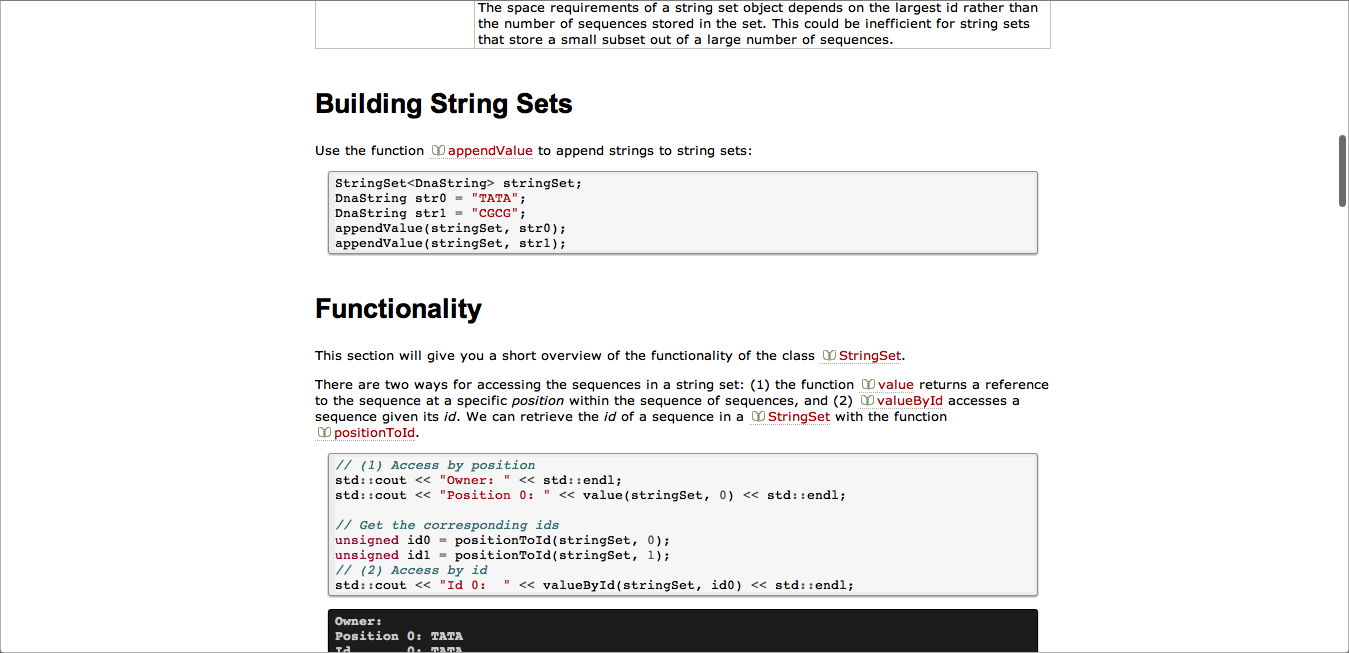 The space requirements of a string set object depends on the largest id rather than
the number of sequences stored in the set. This could be inefficient for string sets
that store a small subset out of a large number of sequences.
Building String Sets
Use the function appendValue to append strings to string sets:
StringSet<DnaString> stringSet;
DnaString str0 = "TATA";
DnaString str1 = "CGCG";
appendValue(stringSet, str0);
appendValue(stringSet, str1);
Functionality
This section will give you a short overview of the functionality of the class StringSet.
There are two ways for accessing the sequences in a string set: (1) the function value returns a reference
to the sequence at a specific position within the sequence of sequences, and (2) valueById accesses a
sequence given its id. We can retrieve the id of a sequence in a StringSet with the function
positionToId.
// (1) Access by position
std::cout << "Owner: " << std::endl;
std::cout << "Position 0: " << value(stringSet, 0) << std::endl;
// Get the corresponding ids
unsigned id0 = positionToId(stringSet, 0);
unsigned id1 = positionToId(stringSet, 1);
// (2) Access by id
std::cout << "Id 0:  " << valueById(stringSet, id0) << std::endl;
Owner:
Position 0: TATA
Id       0: TATA